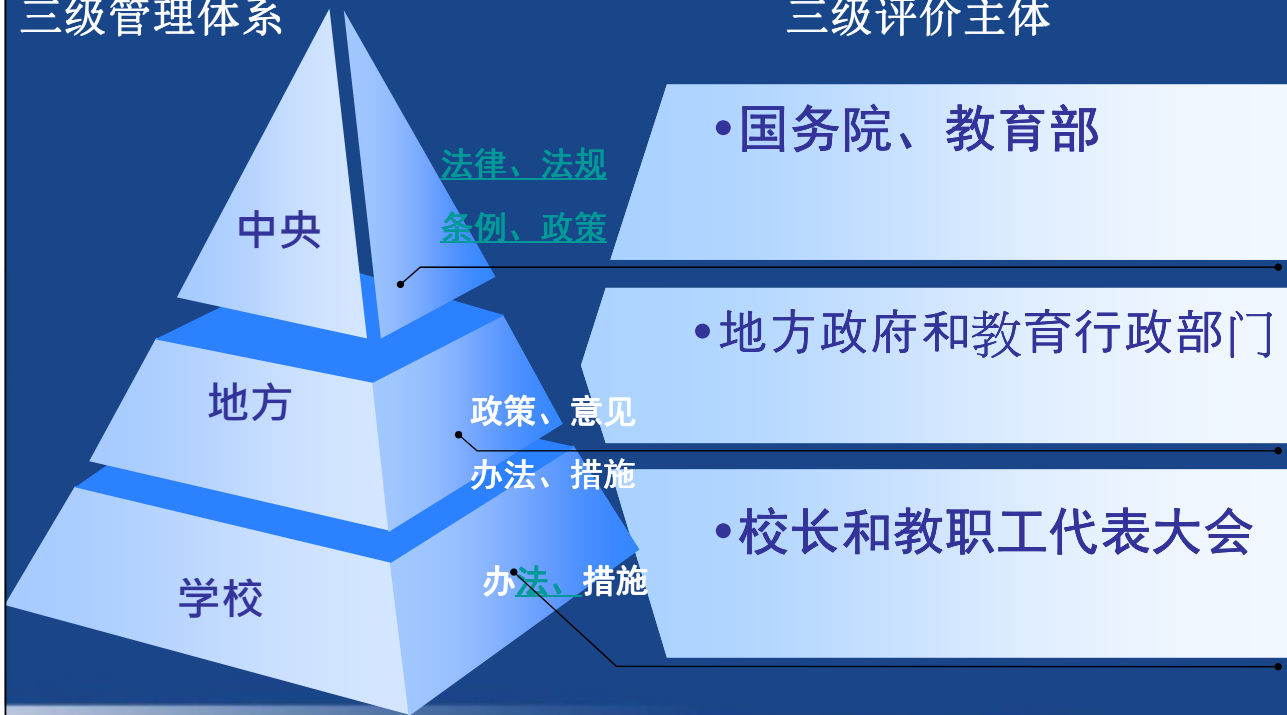 三级管理体系
三级评价主体
中央
法律、法规
条例、政策
•国务院、教育部
地方
政策、意见
办法、措施
•地方政府和教育行政部门
学校
办法、措施
•校长和教职工代表大会